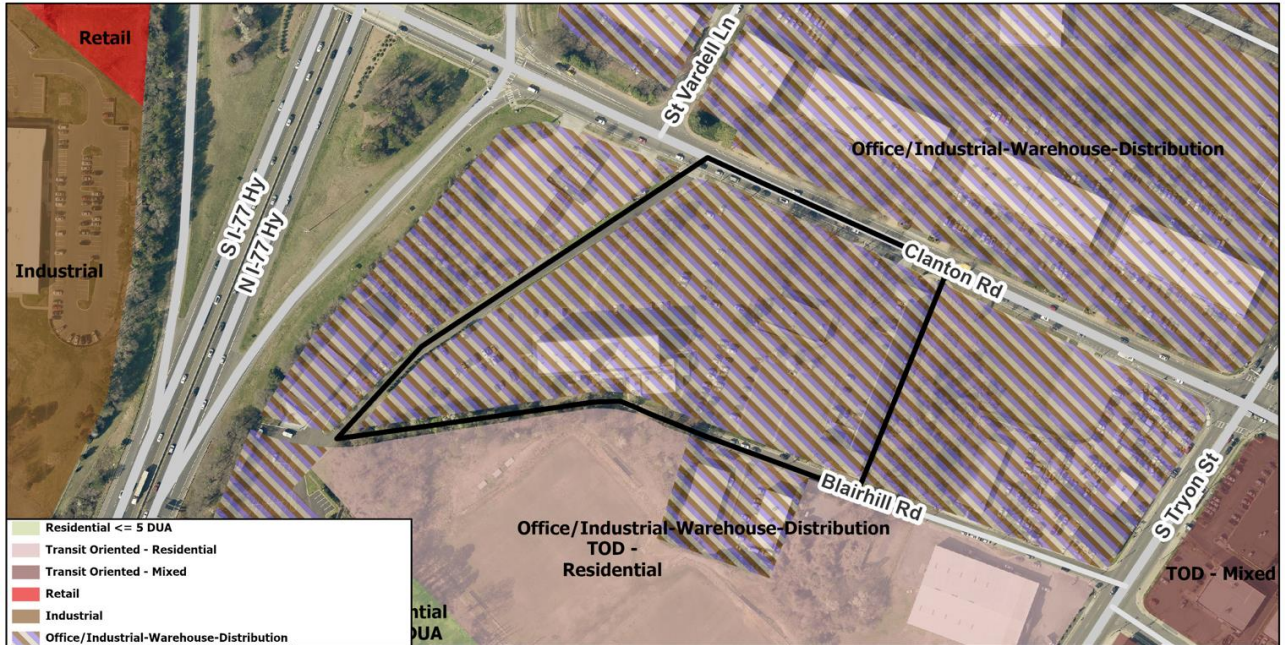 Retail
St Vardell Ln
Office/Industrial-Warehouse-Distribution
S I-77 Hy
N I-77 Hy
Industrial
Clanton Rd
Blairhill Rd
S Tryon St
Office/Industrial-Warehouse-Distribution
TOD -
Residential
TOD - Mixed
ntial
DUA
Residential <= 5 DUA
Transit Oriented - Residential
Transit Oriented - Mixed
Retail
Industrial
Office/Industrial-Warehouse-Distribution